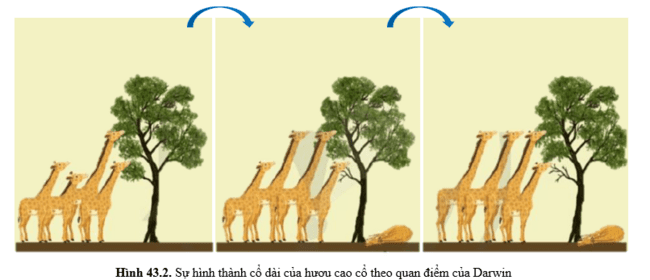 Hình 43.2. Sự hình thành cổ dài của hươu cao cổ theo quan điểm của Darwin